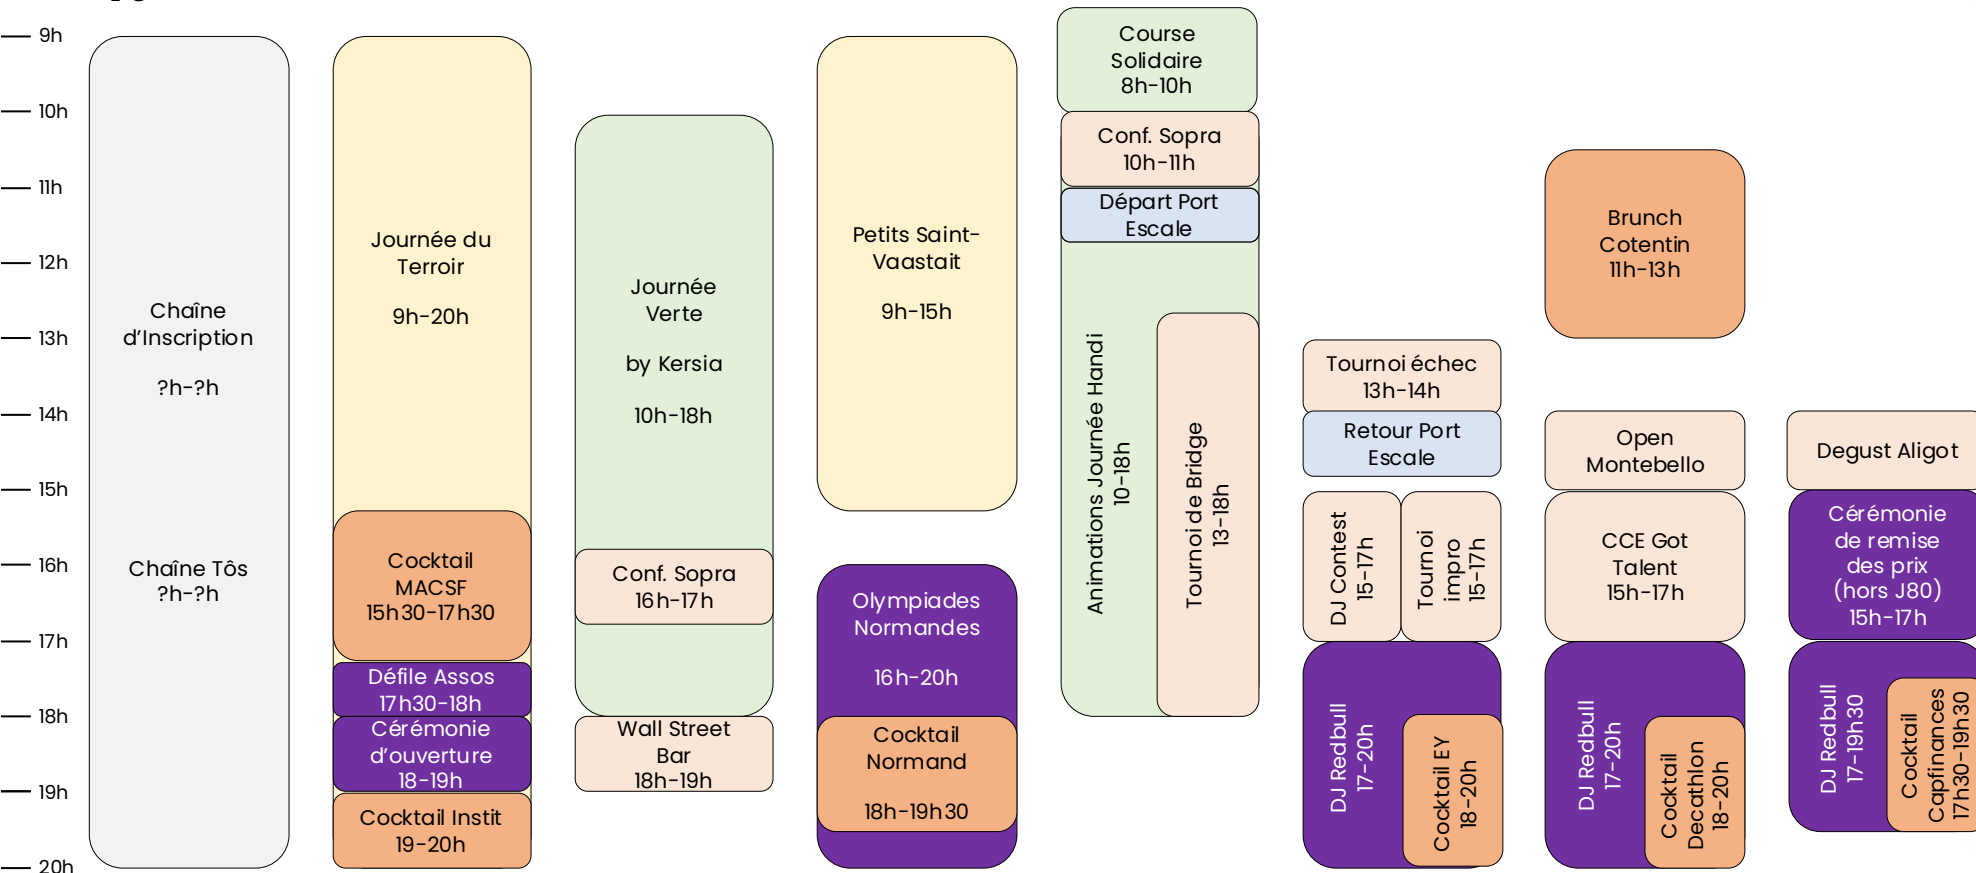 9h
10h
11h
12h
13h
14h
15h
16h
17h
18h
19h
20h
Chaîne
d’Inscription
?h-?h
Chaîne Tôs
?h-?h
Journée du
Terroir
9h-20h
Cocktail
MACSF
15h30-17h30
Défile Assos
17h30-18h
Cérémonie
d’ouverture
18-19h
Cocktail Instit
19-20h
Journée
Verte
by Kersia
10h-18h
Conf. Sopra
16h-17h
Wall Street
Bar
18h-19h
Petits Saint-
Vaastait
9h-15h
Olympiades
Normandes
16h-20h
Cocktail
Normand
18h-19h30
Course
Solidaire
8h-10h
Conf. Sopra
10h-11h
Départ Port
Escale
Animations Journée Handi
10-18h
Tournoi de Bridge
13-18h
Tournoi échec
13h-14h
Retour Port
Escale
DJ Contest
15-17h
Tournoi
impro
15-17h
DJ Redbull
17-20h
Cocktail EY
18-20h
Brunch
Cotentin
11h-13h
Open
Montebello
CCE Got
Talent
15h-17h
DJ Redbull
17-20h
Cocktail
Decathlon
18-20h
Degust Aligot
Cérémonie
de remise
des prix
(hors J80)
15h-17h
DJ Redbull
17-19h30
Cocktail
Capfinances
17h30-19h30